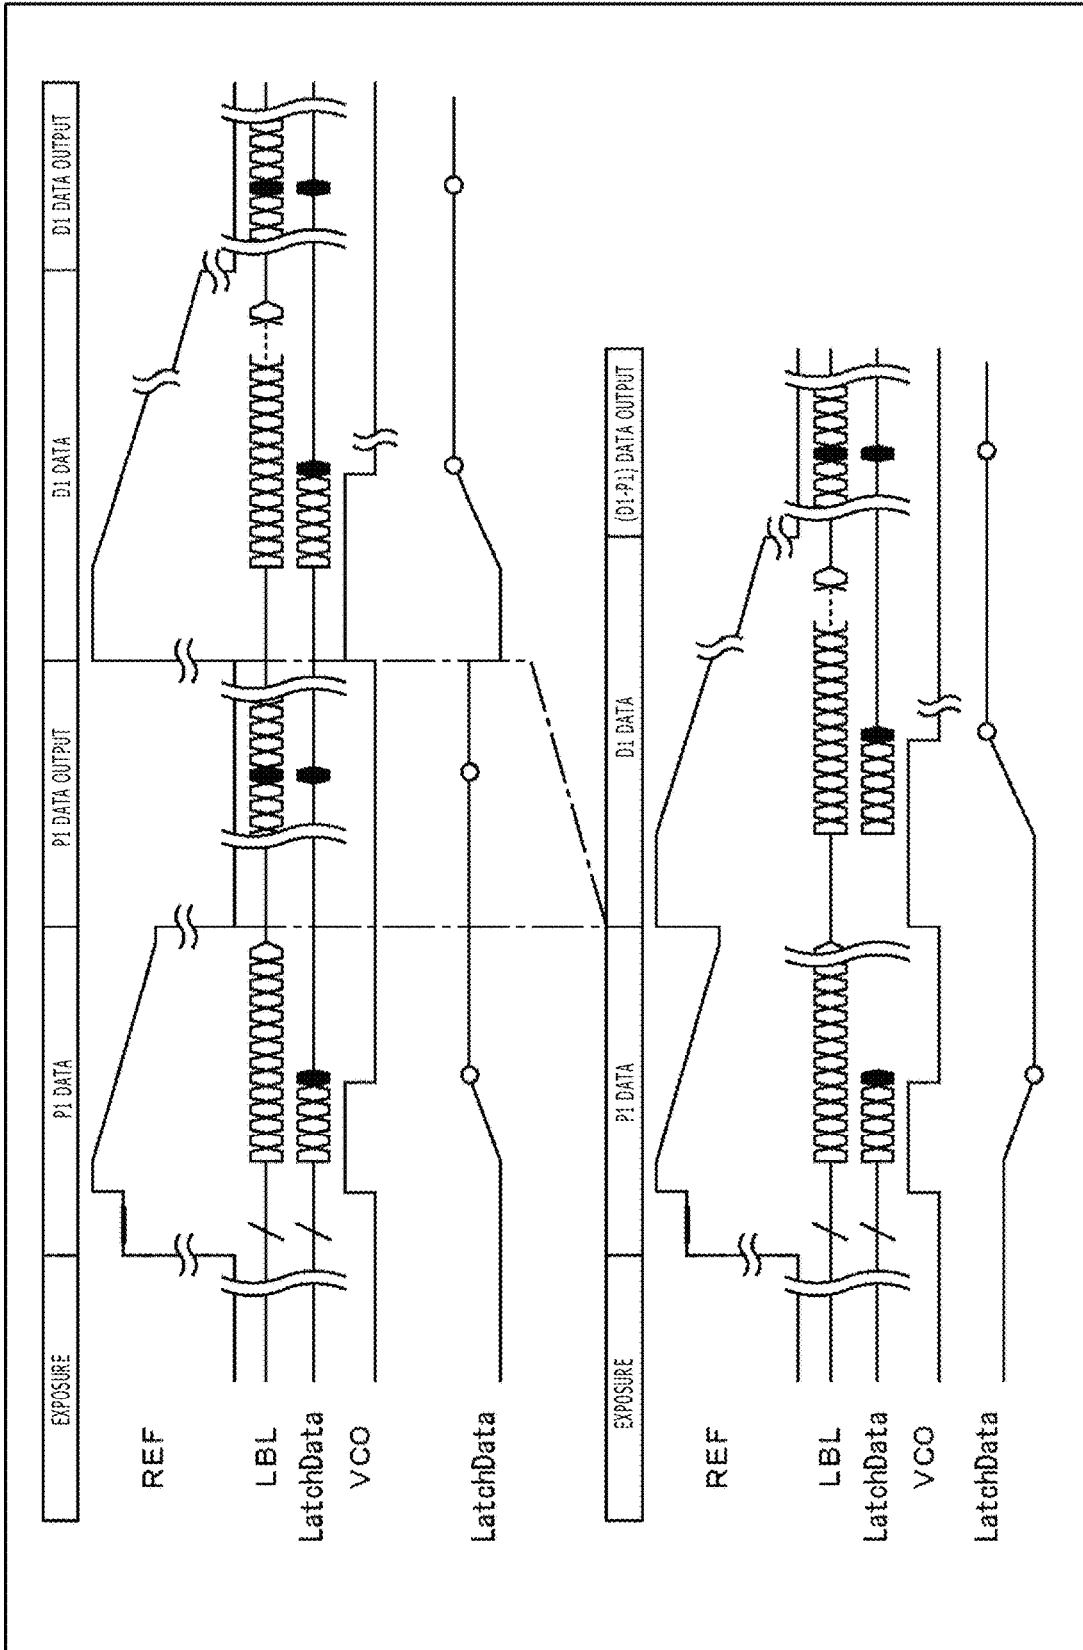 EXPOSURE
P1 DATA
P1 DATA OUTPUT
D1 DATA
D1 DATA OUTPUT
REF
LBL
LatchData
VCO
LatchData
EXPOSURE
P1 DATA
D1 DATA
(D1-P1) DATA OUTPUT
REF
LBL
LatchData
VCO
LatchData